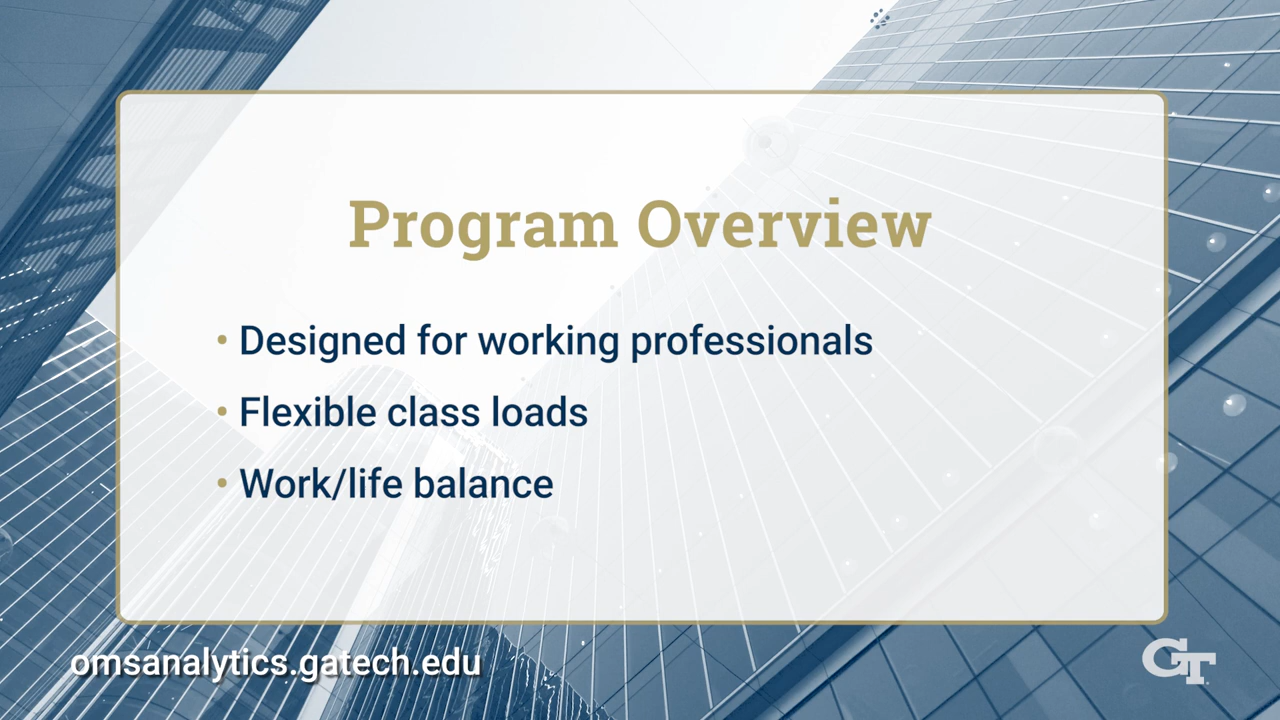 Program Overview
• Designed for working professionals
• Flexible class loads
• Work/life balance
omsanalytics.gatech.edu
GT